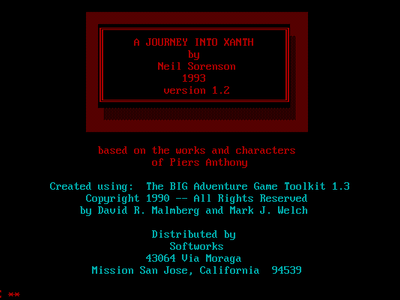 A JOURNEY INTO XANTH
by
Neil Sorenson
1993
version 1.2
based on the works and characters
of Piers Anthony
Created using:  The BIG Adventure Game Toolkit 1.3
Copyright 1990 -- All Rights Reserved
by David R. Malmberg and Mark J. Welch
Distributed by
Softworks
43064 Via Moraga
Mission San Jose, California  94539
**